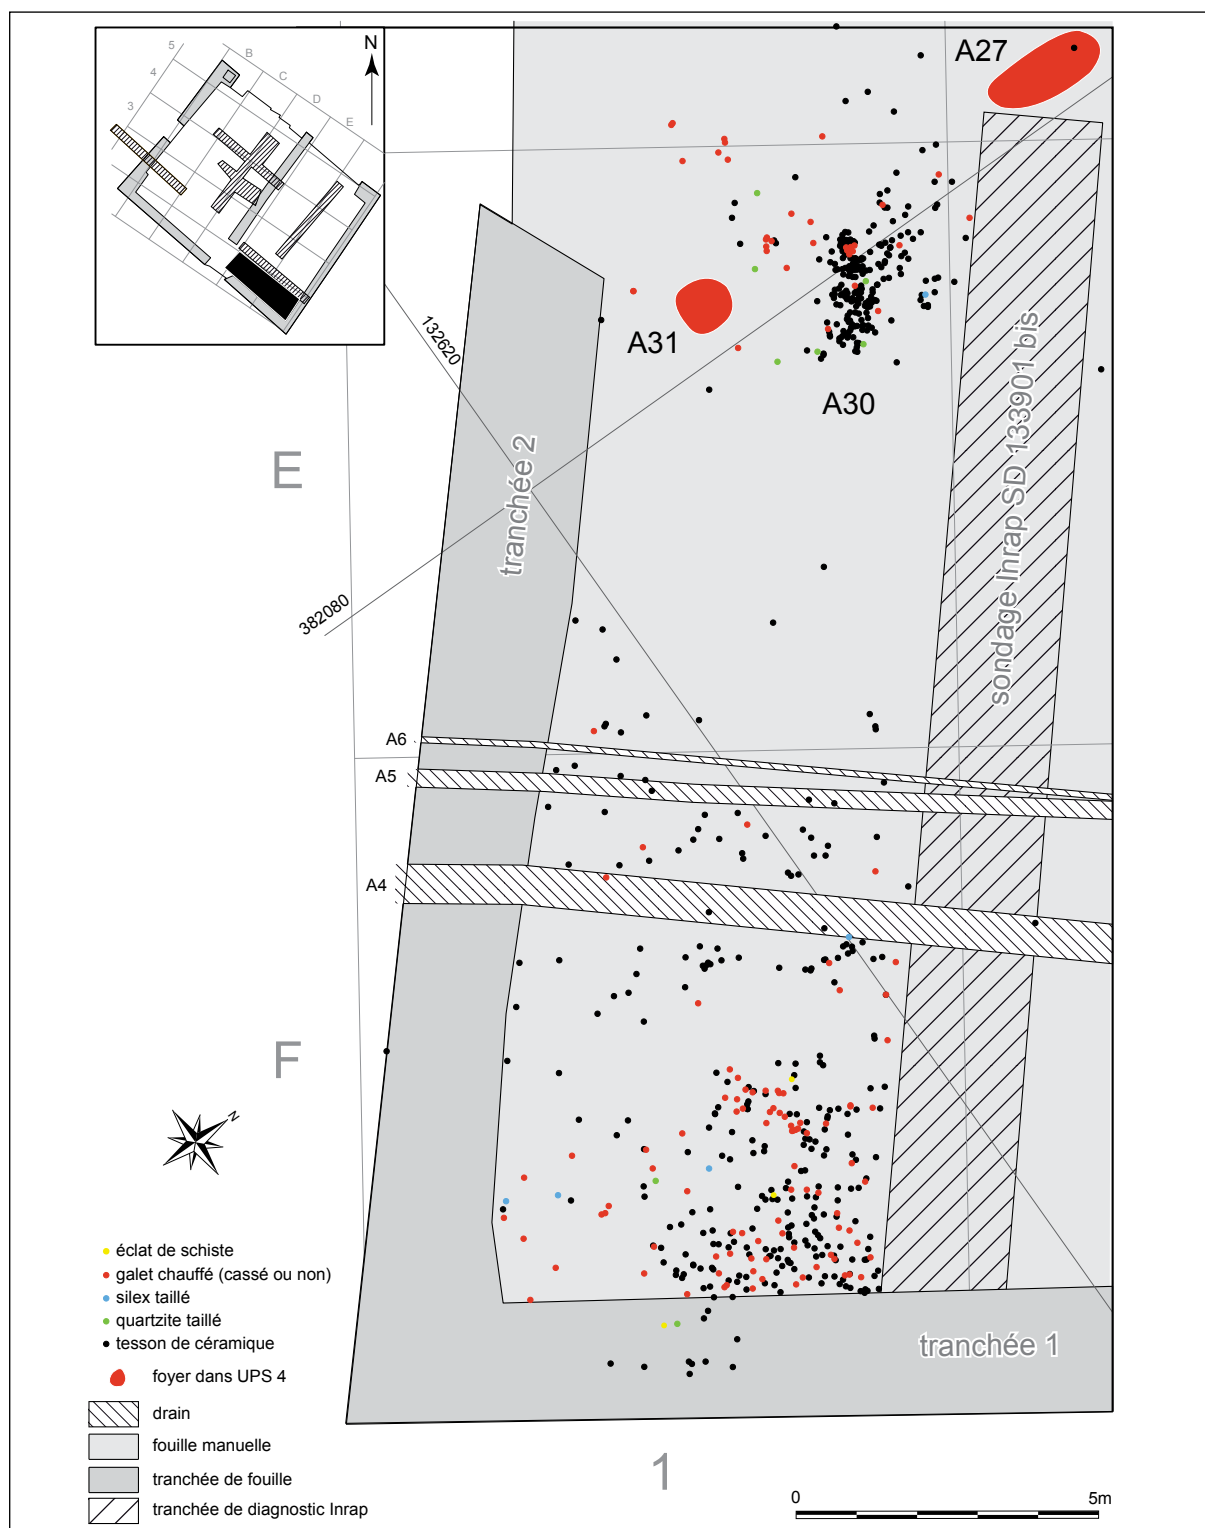 5
4
3
B
C
D
E
N
A27
A31
A30
132620
382080
E
tranchée 2
sondage Inrap SD 133901 bis
A6
A5
A4
F
N
éclat de schiste
galet chauffé (cassé ou non)
silex taillé
quartzite taillé
tesson de céramique
foyer dans UPS 4
drain
fouille manuelle
tranchée de fouille
tranchée de diagnostic Inrap
tranchée 1
1
0
5m